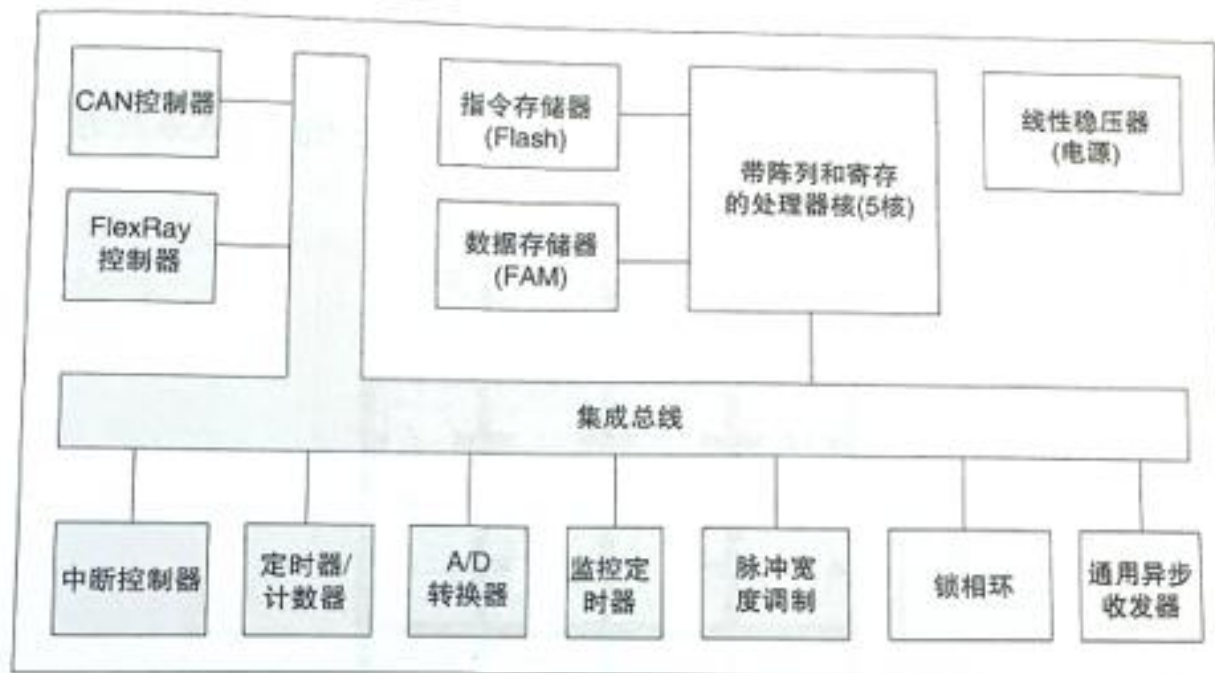 CAN控制器
FlexRay
控制器
指令存储器
(Flash)
数据存储器
(FAM)
带阵列和寄存
的处理器核(5核)
线性稳压器
(电源)
集成总线
中断控制器
定时器/
计数器
A/D
转换器
监控定
时器
脉冲宽
度调制
锁相环
通用异步
收发器